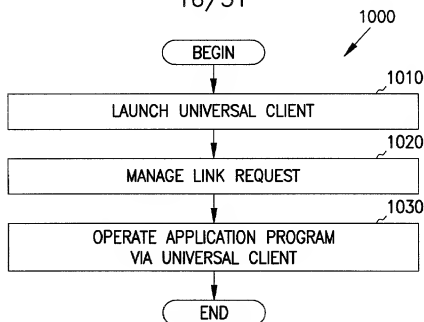 1000
BEGIN
1010
LAUNCH UNIVERSAL CLIENT
1020
MANAGE LINK REQUEST
1030
OPERATE APPLICATION PROGRAM
VIA UNIVERSAL CLIENT
END